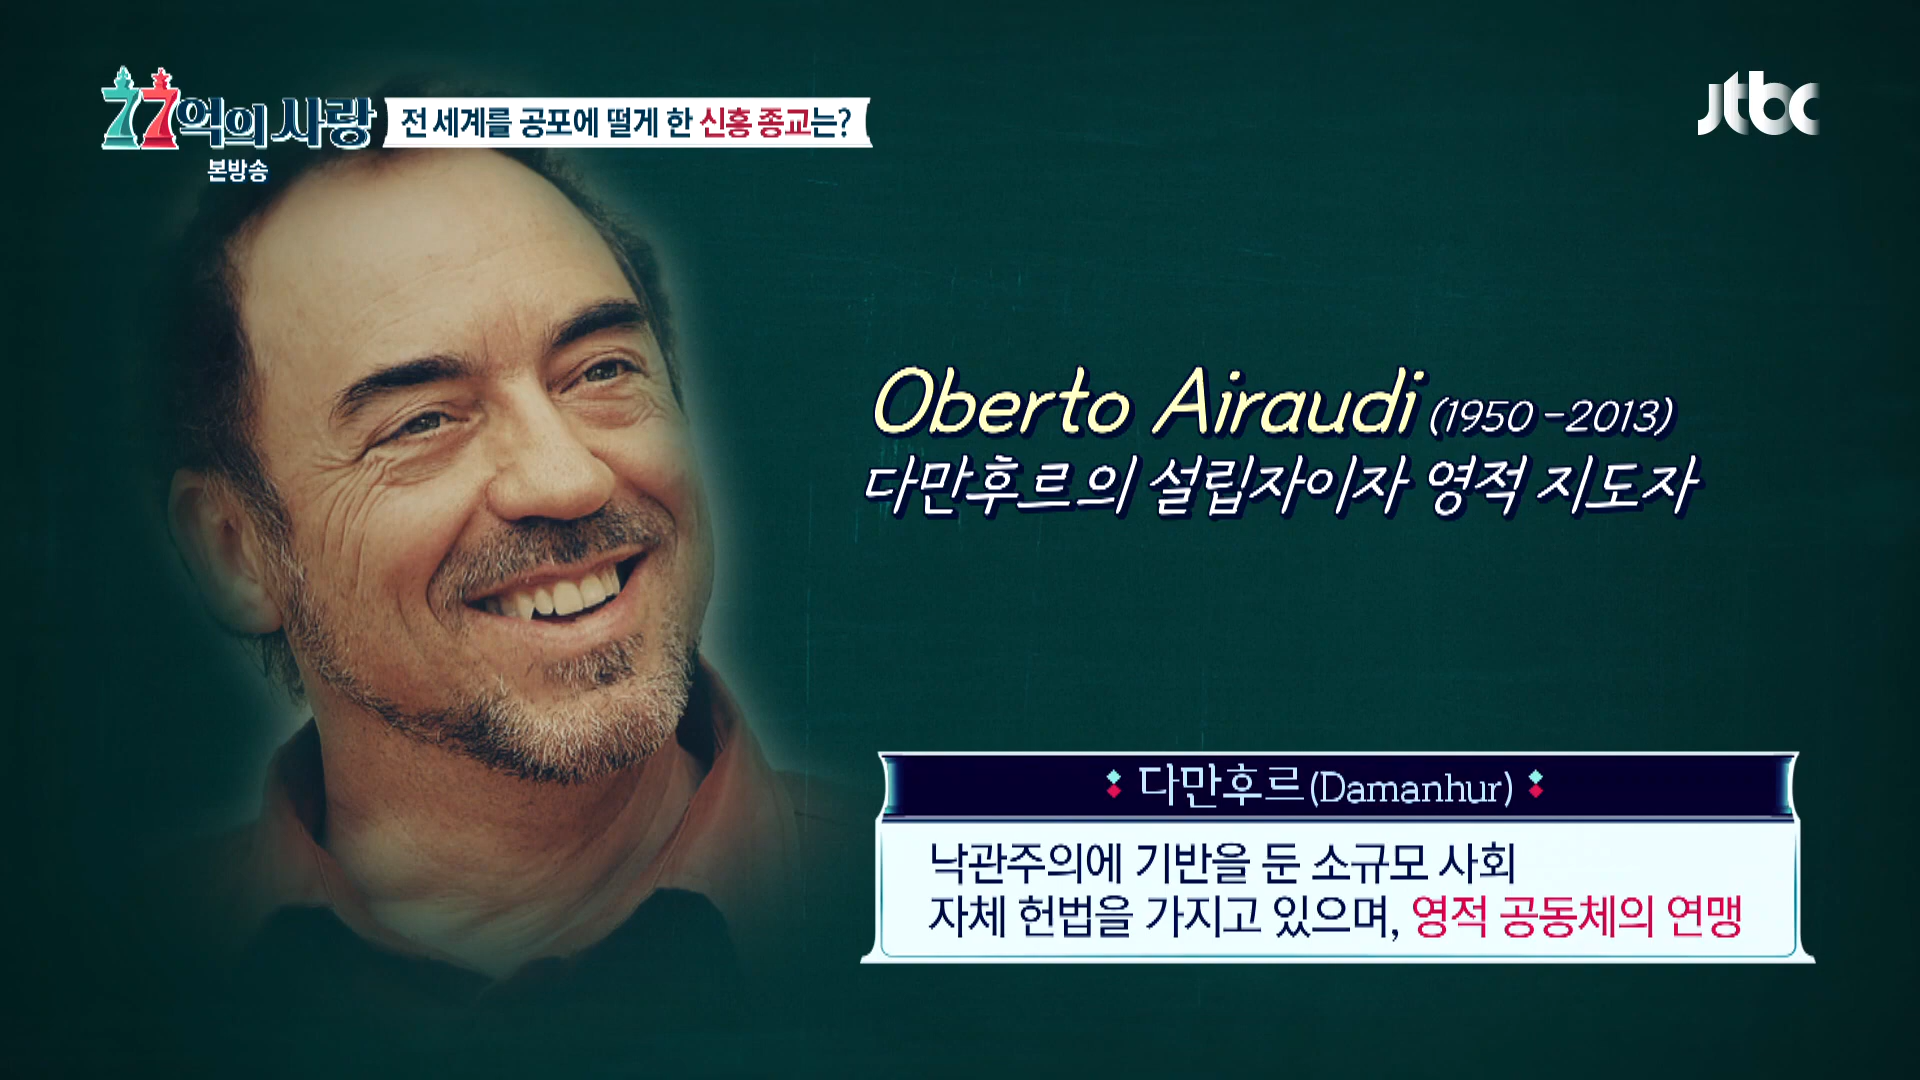 77억의 사랑
본방송
전 세계를 공포에 떨게 한 신흥 종교는?
jtbc
Oberto Airaudi (1950-2013)
다만후르의 설립자이자 영적 지도자
다만후르(Damanhur)
낙관주의에 기반을 둔 소규모 사회
자체 헌법을 가지고 있으며, 영적 공동체의 연맹